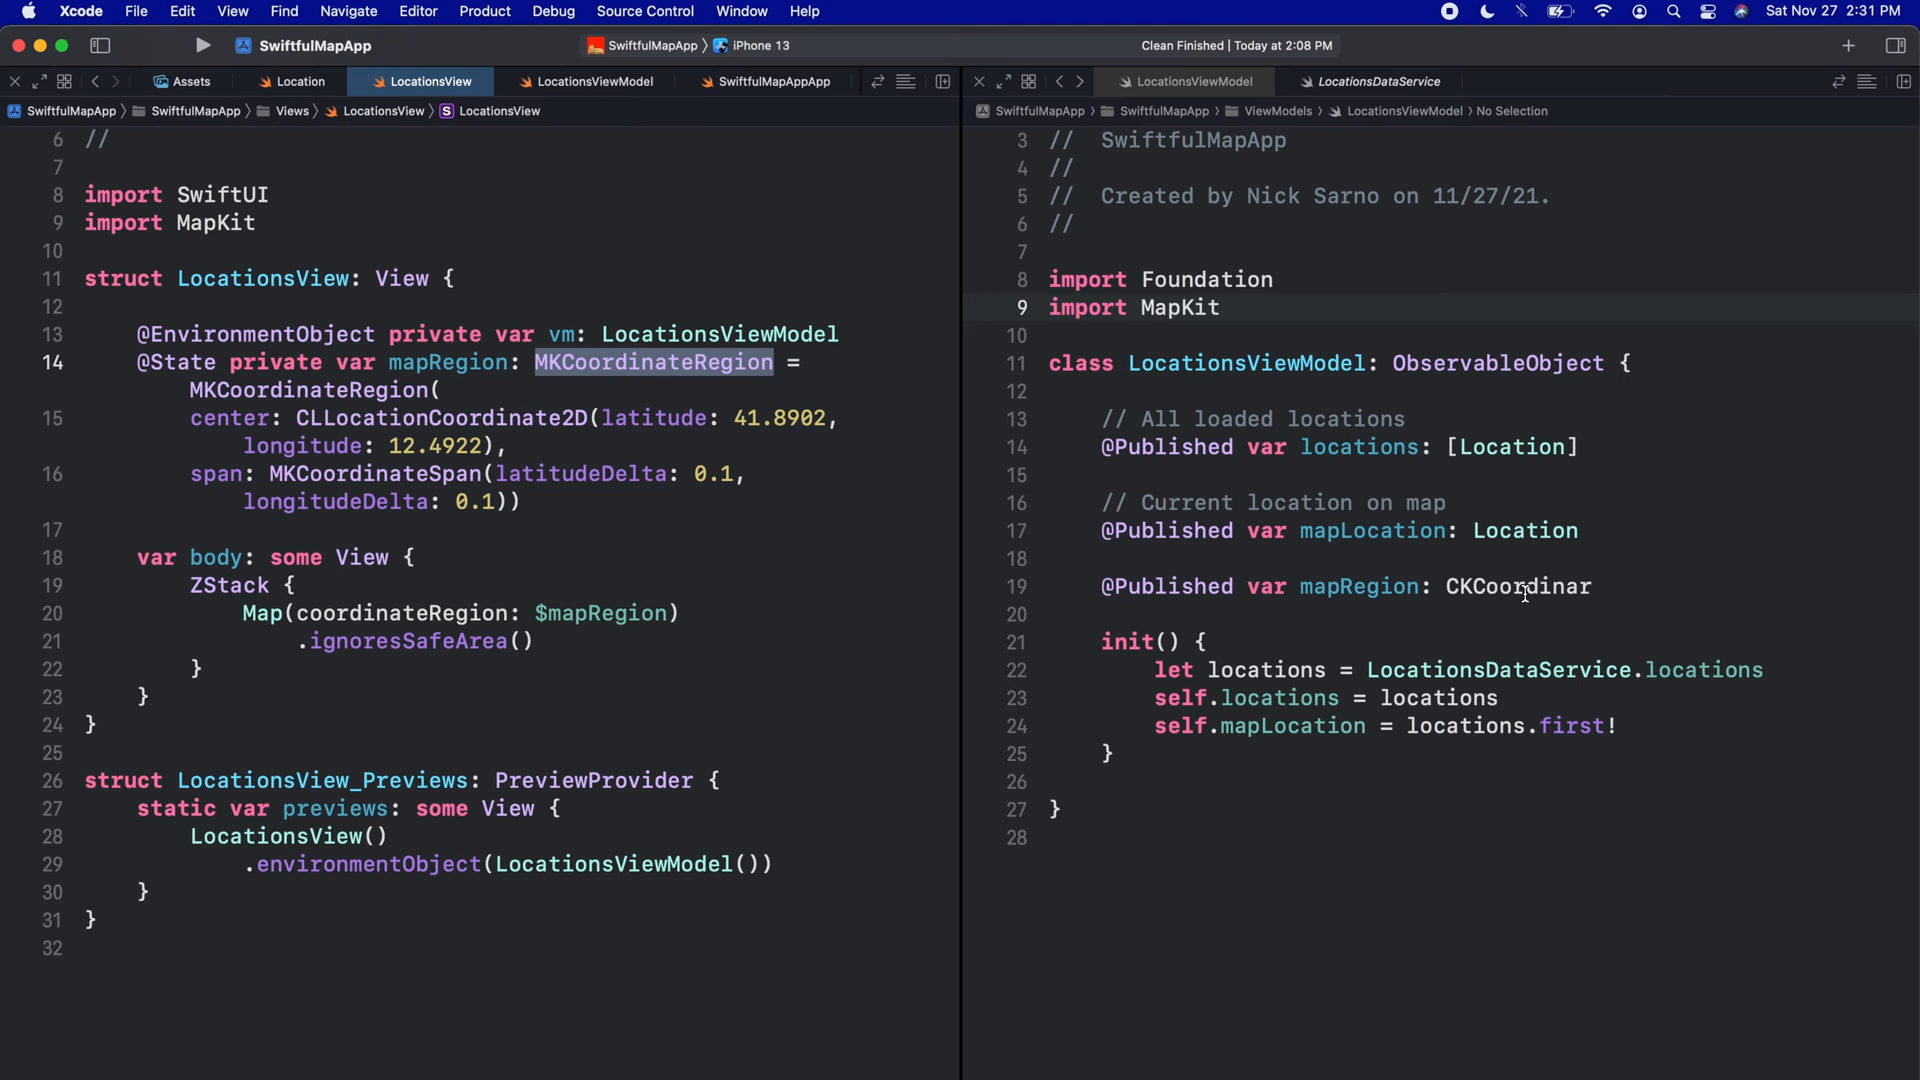 Xcode File Edit View Find Navigate Editor Product Debug Source Control Window Help Sat Nov 27 2:31 PM
SwiftfulMapApp SwiftfulMapApp iPhone 13 Clean Finished | Today at 2:08 PM
Assets Location LocationsView LocationsViewModel SwiftfulMapAppApp
SwiftfulMapApp SwiftfulMapApp Views LocationsView S LocationsView
6 //
7
8 import SwiftUI
9 import MapKit
10
11 struct LocationsView: View {
12
13 @EnvironmentObject private var vm: LocationsViewModel
14 @State private var mapRegion: MKCoordinateRegion =
MKCoordinateRegion(
15 center: CLLocationCoordinate2D(latitude: 41.8902,
longitude: 12.4922),
16 span: MKCoordinateSpan(latitudeDelta: 0.1,
longitudeDelta: 0.1))
17
18 var body: some View {
19 ZStack {
20 Map(coordinateRegion: $mapRegion)
21 .ignoresSafeArea()
22 }
23 }
24 }
25
26 struct LocationsView_Previews: PreviewProvider {
27 static var previews: some View {
28 LocationsView()
29 .environmentObject(LocationsViewModel())
30 }
31 }
32
LocationsViewModel LocationsDataService
SwiftfulMapApp SwiftfulMapApp ViewModels LocationsViewModel No Selection
3 // SwiftfulMapApp
4 //
5 // Created by Nick Sarno on 11/27/21.
6 //
7
8 import Foundation
9 import MapKit
10
11 class LocationsViewModel: ObservableObject {
12
13 // All loaded locations
14 @Published var locations: [Location]
15
16 // Current location on map
17 @Published var mapLocation: Location
18
19 @Published var mapRegion: CKCoordinar
20
21 init() {
22 let locations = LocationsDataService.locations
23 self.locations = locations
24 self.mapLocation = locations.first!
25 }
26
27 }
28